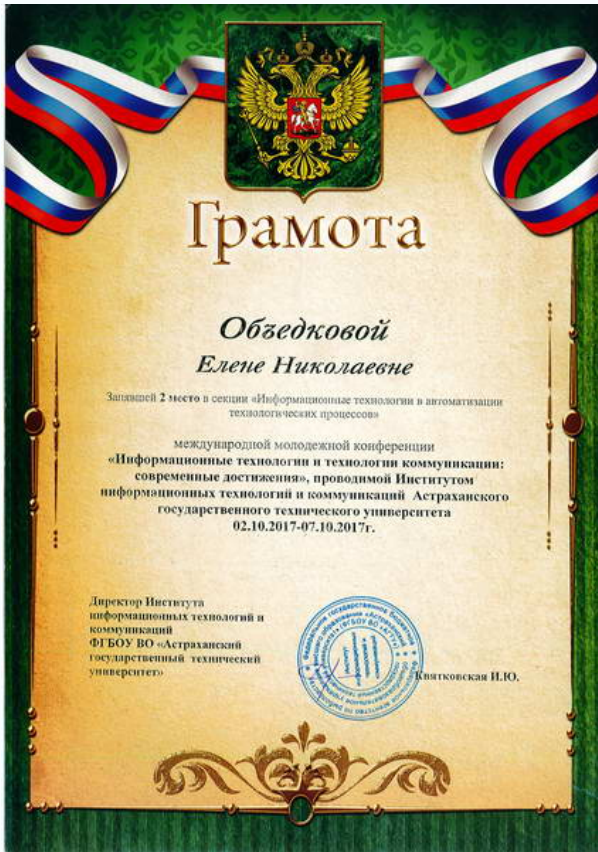 Грамота
Объедковой
Елене Николаевне
Занявшей 2 место в секции «Информационные технологии в автоматизации
технологических процессов»
международной молодежной конференции
«Информационные технологии и технологии коммуникации:
современные достижения», проводимой Институтом
информационных технологий и коммуникаций Астраханского
государственного технического университета
02.10.2017-07.10.2017г.
Директор Института
информационных технологий и
коммуникаций
ФГБОУ ВО «Астраханский
государственный технический
университет»
Квятковская И.Ю.